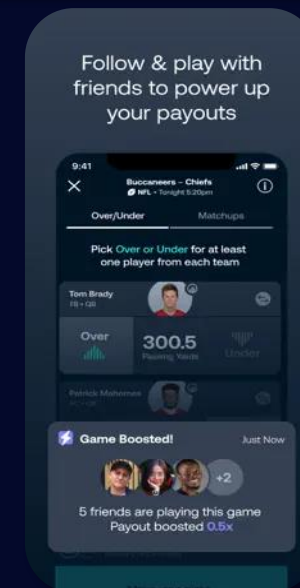 Follow & play with
friends to power up
your payouts
9:41
Buccaneers - Chiefs
NFL • Tonight 5:20pm
Over/Under Matchups
Pick Over or Under for at least
one player from each team
Tom Brady
TB • QB
Over 300.5 Under
Passing Yards
Patrick Mahomes
Game Boosted! Just Now
+2
5 friends are playing this game
Payout boosted 0.5x